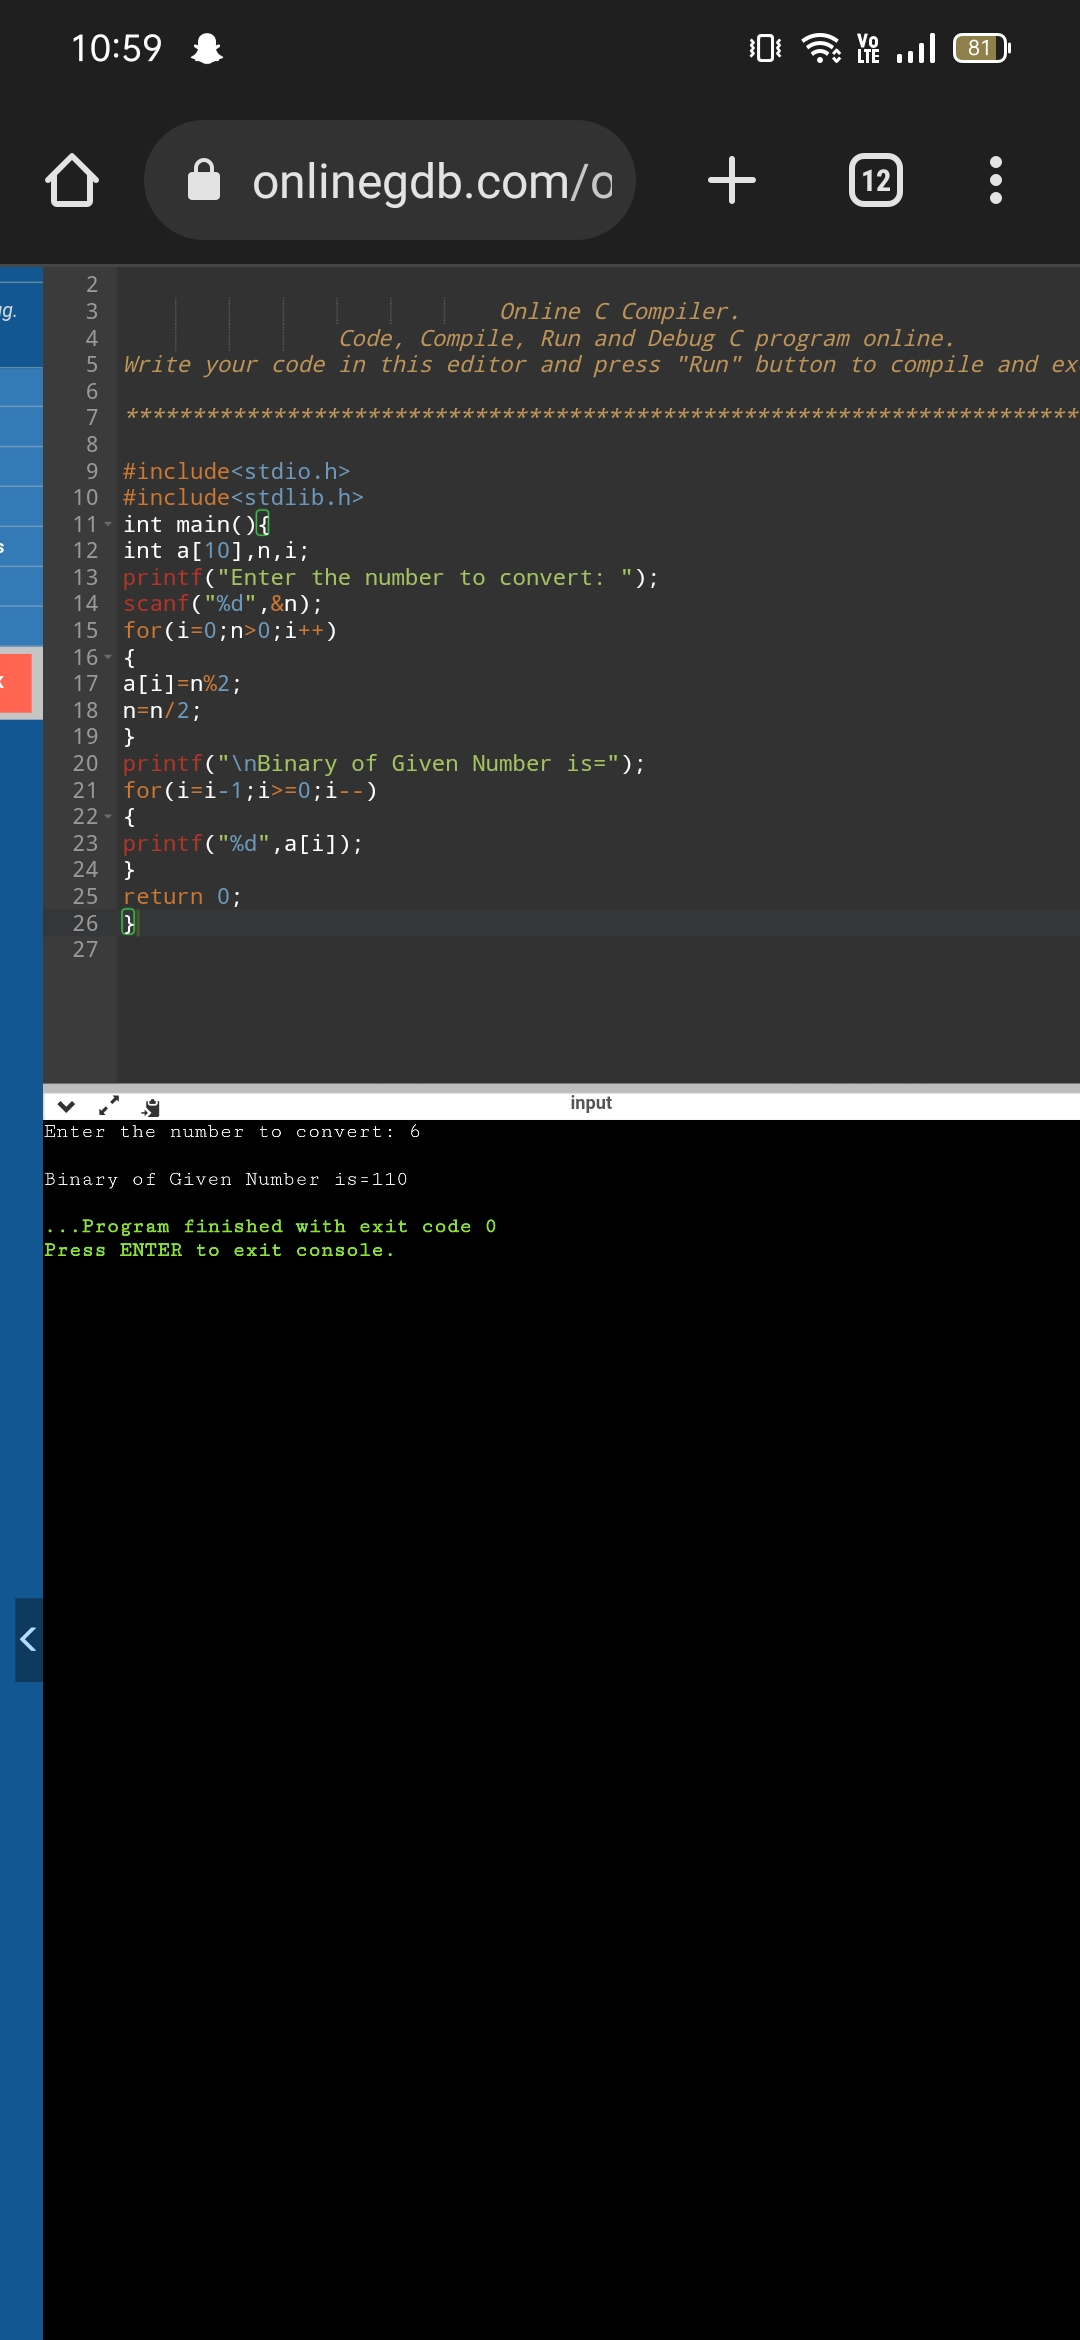 10:59
Vo
LTE
81
onlinegdb.com/o
12
2
3 Online C Compiler.
4 Code, Compile, Run and Debug C program online.
5 Write your code in this editor and press "Run" button to compile and ex
6
7 ***********************************************************************
8
9 #include<stdio.h>
10 #include<stdlib.h>
11 int main(){
12 int a[10],n,i;
13 printf("Enter the number to convert: ");
14 scanf("%d",&n);
15 for(i=0;n>0;i++)
16 {
17 a[i]=n%2;
18 n=n/2;
19 }
20 printf("\nBinary of Given Number is=");
21 for(i=i-1;i>=0;i--)
22 {
23 printf("%d",a[i]);
24 }
25 return 0;
26 }
27
input
Enter the number to convert: 6
Binary of Given Number is=110
...Program finished with exit code 0
Press ENTER to exit console.